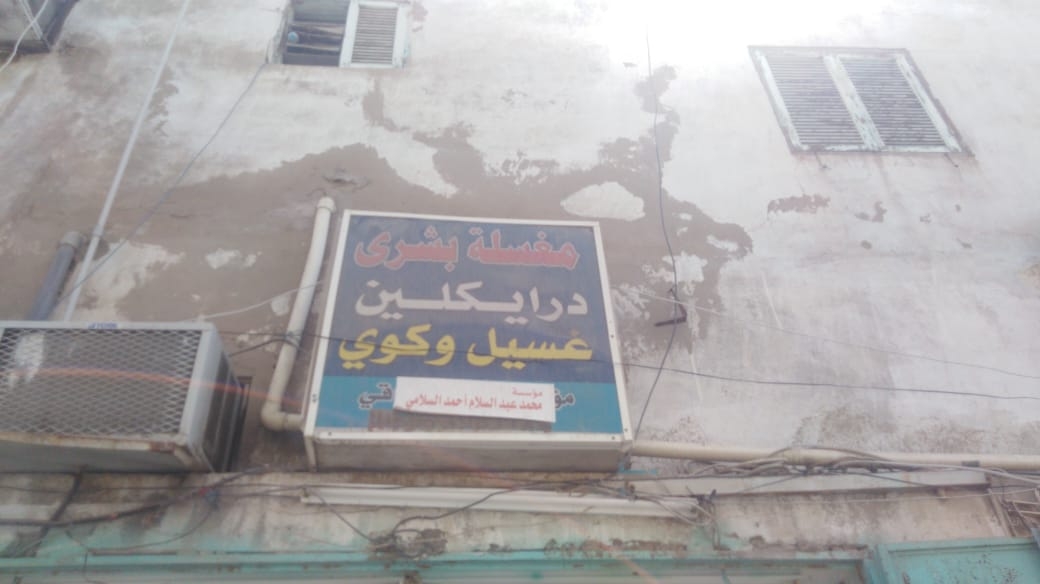 مغسلة بشرى
درايكلين
غسيل وكوي
مؤسسة
محمد عبد السلام أحمد السلامي